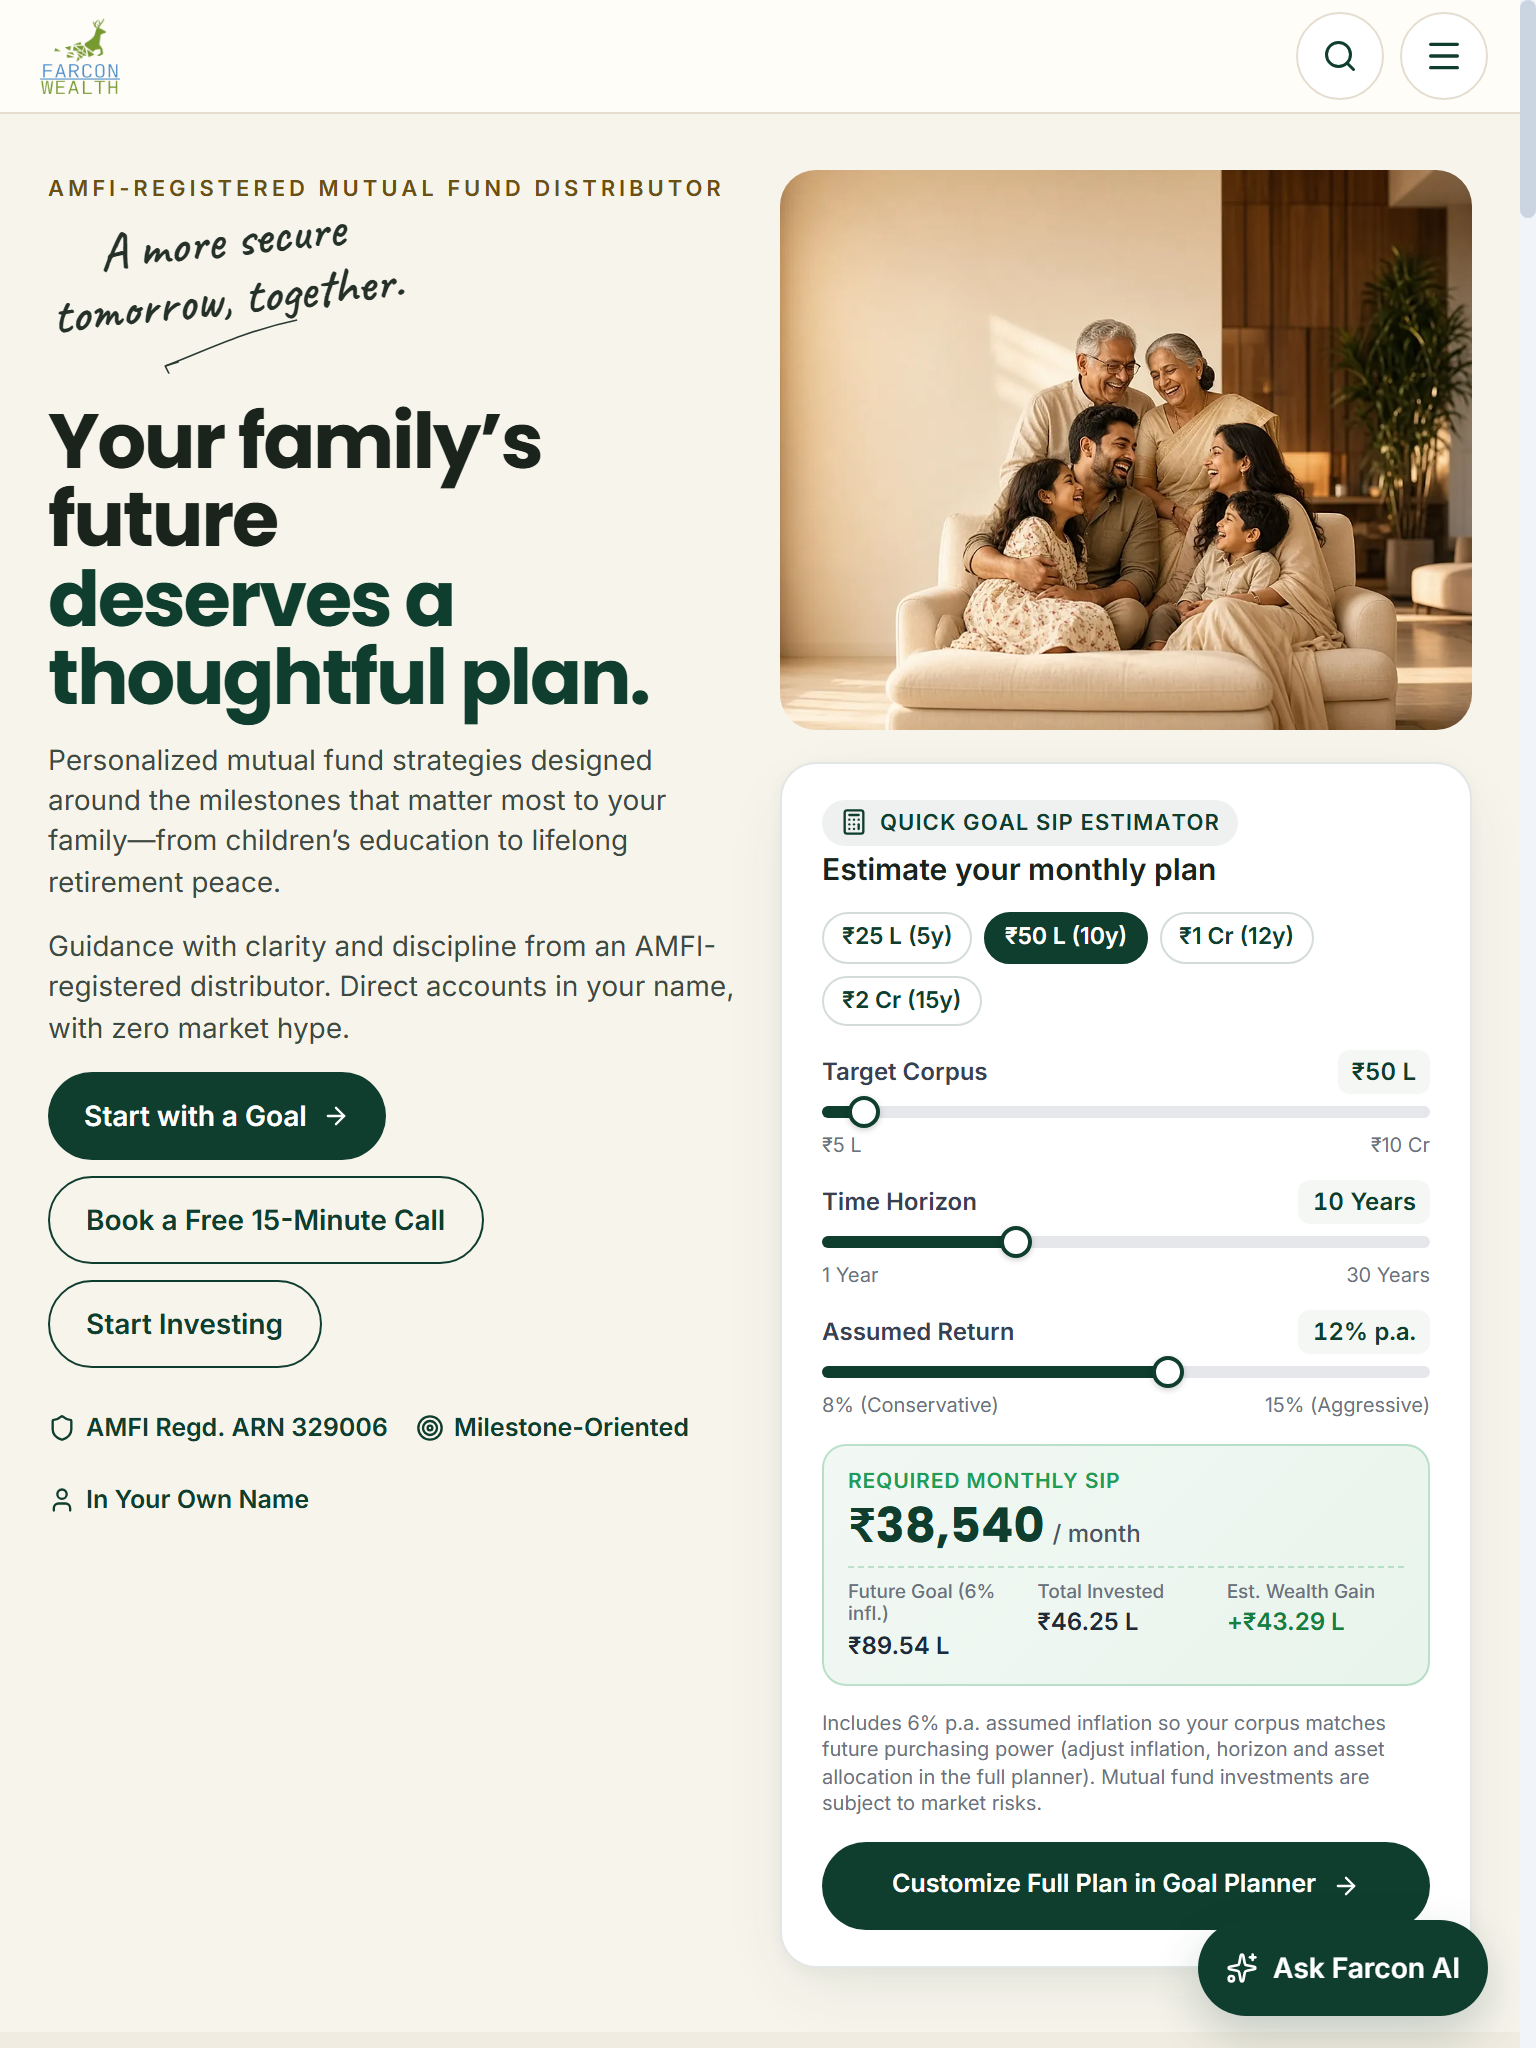 FARCON
WEALTH
AMFI-REGISTERED MUTUAL FUND DISTRIBUTOR
A more secure
tomorrow, together.
Your family’s
future
deserves a
thoughtful plan.
Personalized mutual fund strategies designed
around the milestones that matter most to your
family—from children’s education to lifelong
retirement peace.
Guidance with clarity and discipline from an AMFI-
registered distributor. Direct accounts in your name,
with zero market hype.
Start with a Goal →
Book a Free 15-Minute Call
Start Investing
AMFI Regd. ARN 329006 Milestone-Oriented
In Your Own Name
QUICK GOAL SIP ESTIMATOR
Estimate your monthly plan
₹25 L (5y) ₹50 L (10y) ₹1 Cr (12y)
₹2 Cr (15y)
Target Corpus ₹50 L
₹5 L ₹10 Cr
Time Horizon 10 Years
1 Year 30 Years
Assumed Return 12% p.a.
8% (Conservative) 15% (Aggressive)
REQUIRED MONTHLY SIP
₹38,540 / month
Future Goal (6%
infl.)
₹89.54 L
Total Invested
₹46.25 L
Est. Wealth Gain
+₹43.29 L
Includes 6% p.a. assumed inflation so your corpus matches
future purchasing power (adjust inflation, horizon and asset
allocation in the full planner). Mutual fund investments are
subject to market risks.
Customize Full Plan in Goal Planner →
Ask Farcon AI